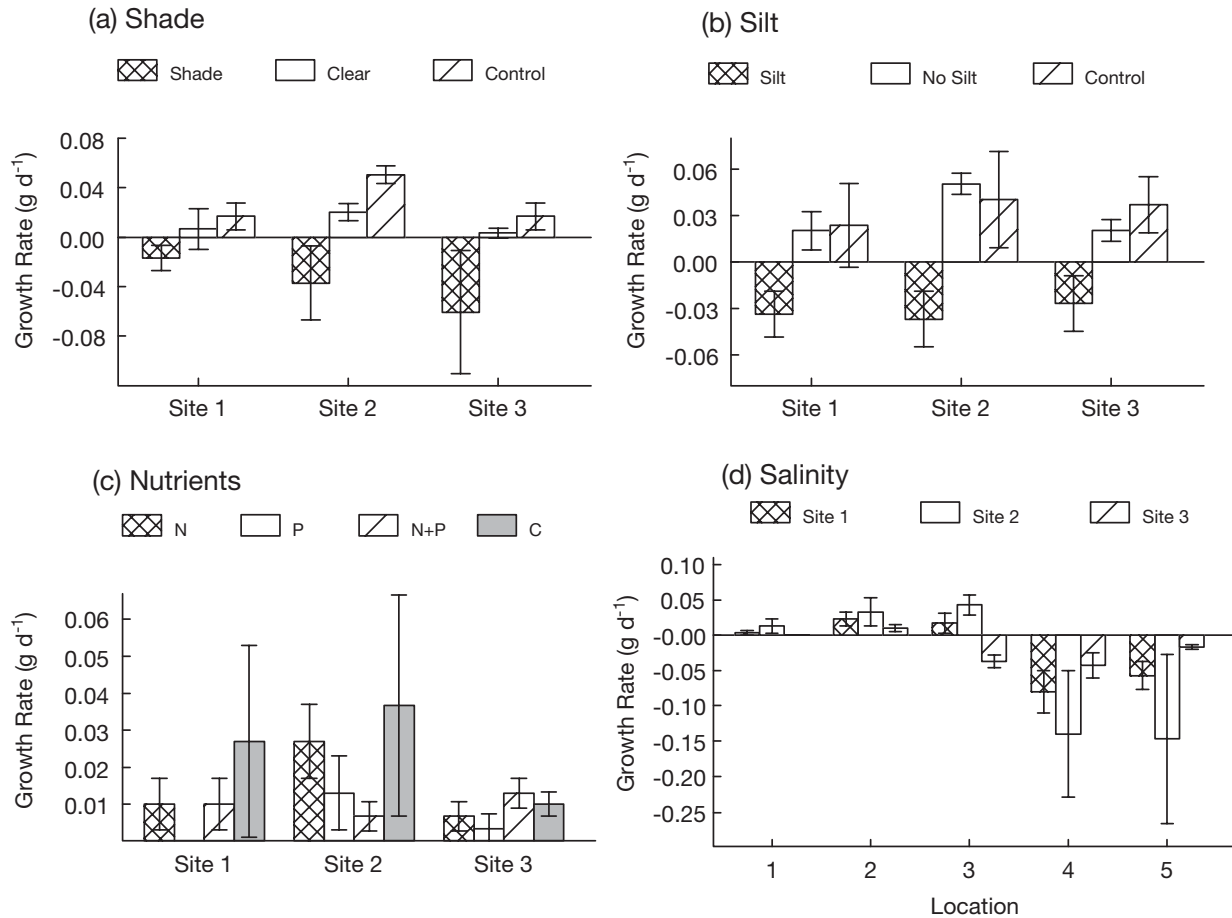 (a) Shade
Shade Clear Control
Growth Rate (g d⁻¹)
0.08
0.04
0.00
-0.04
-0.08
Site 1 Site 2 Site 3
(b) Silt
Silt No Silt Control
Growth Rate (g d⁻¹)
0.06
0.03
0.00
-0.03
-0.06
Site 1 Site 2 Site 3
(c) Nutrients
N P N+P C
Growth Rate (g d⁻¹)
0.06
0.05
0.04
0.03
0.02
0.01
Site 1 Site 2 Site 3
(d) Salinity
Site 1 Site 2 Site 3
Growth Rate (g d⁻¹)
0.10
0.05
-0.00
-0.05
-0.10
-0.15
-0.20
-0.25
1 2 3 4 5
Location